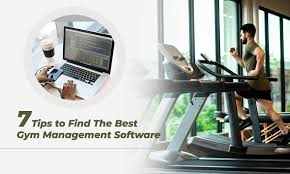 7 Tips to Find The Best
Gym Management Software